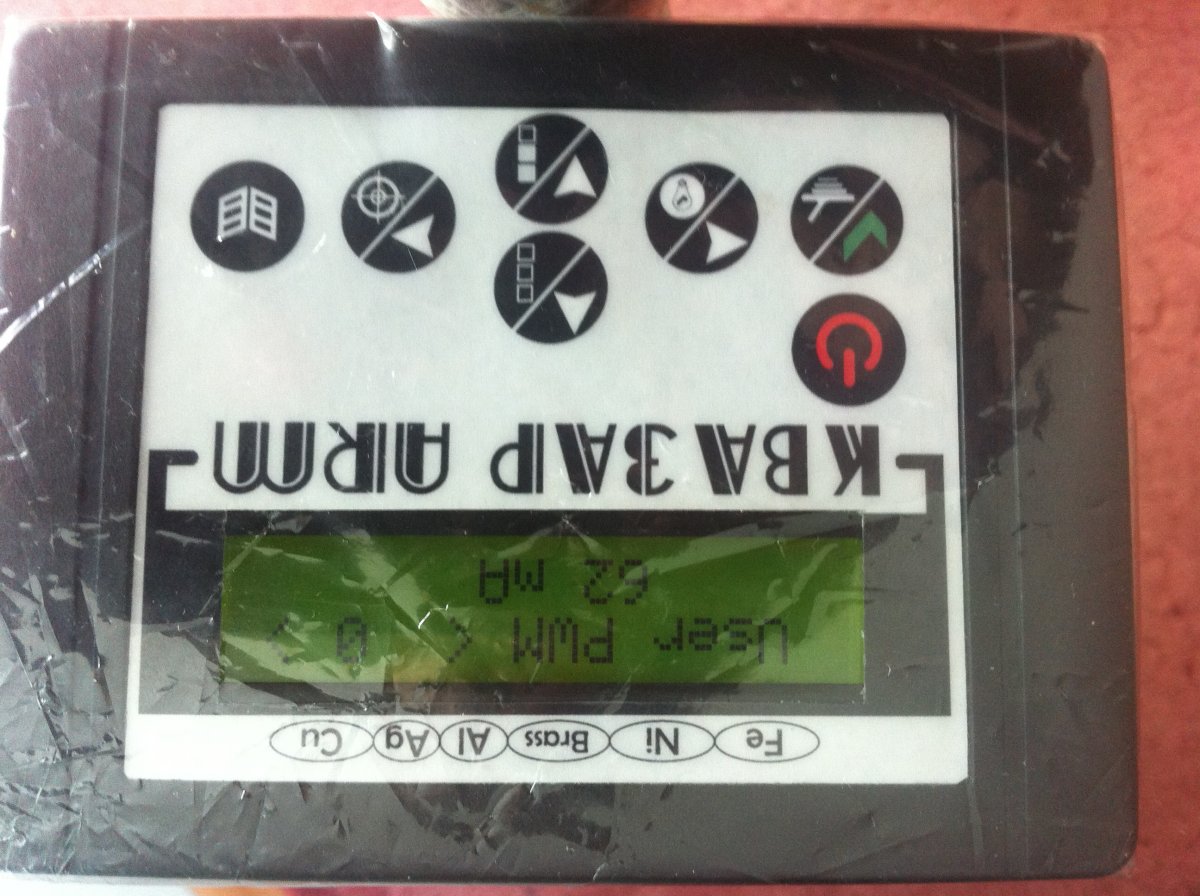 Fe Ni Brass Al Ag Cu
User PWM < 0 >
62 mA
КВАЗАР ARM